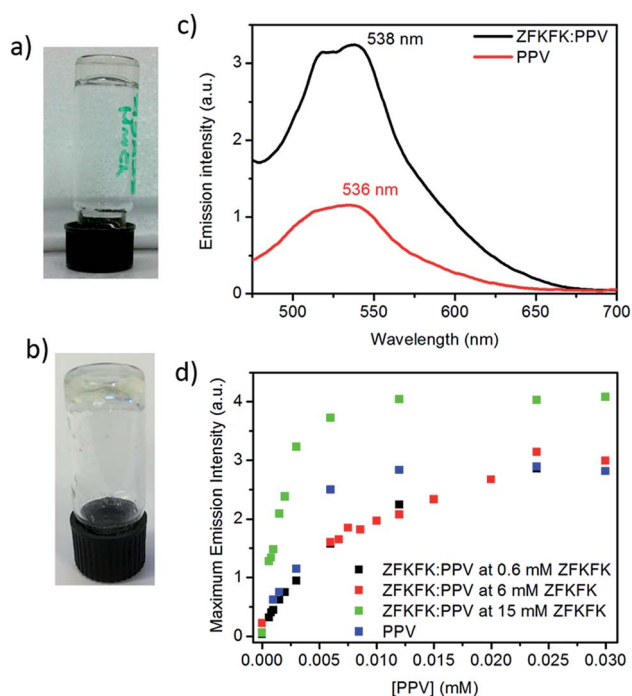 a)
b)
c)
538 nm
ZFKFK:PPV
PPV
536 nm
3
2
1
0
500
550
600
650
700
Emission intensity (a.u.)
Wavelength (nm)
d)
4
3
2
1
0
0.000
0.005
0.010
0.015
0.020
0.025
0.030
Maximum Emission Intensity (a.u.)
[PPV] (mM)
ZFKFK:PPV at 0.6 mM ZFKFK
ZFKFK:PPV at 6 mM ZFKFK
ZFKFK:PPV at 15 mM ZFKFK
PPV